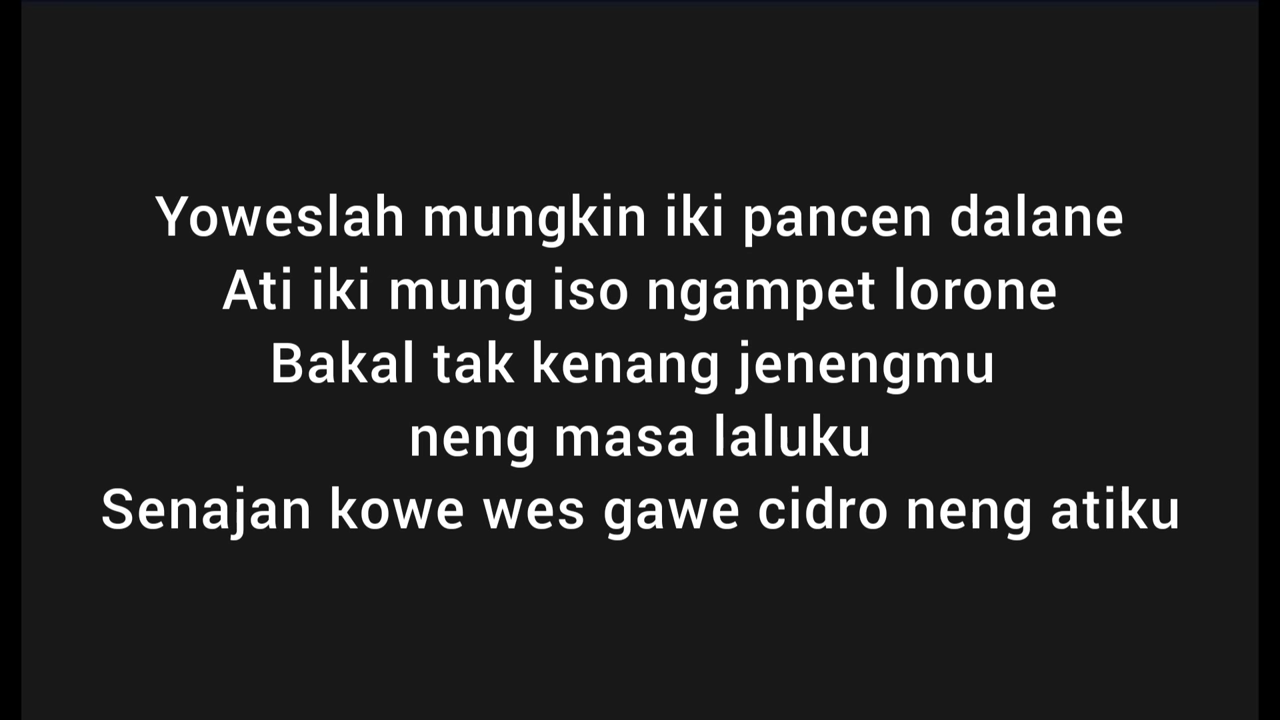 Yoweslah mungkin iki pancen dalane
Ati iki mung iso ngampet lorone
Bakal tak kenang jenengmu
neng masa laluku
Senajan kowe wes gawe cidro neng atiku